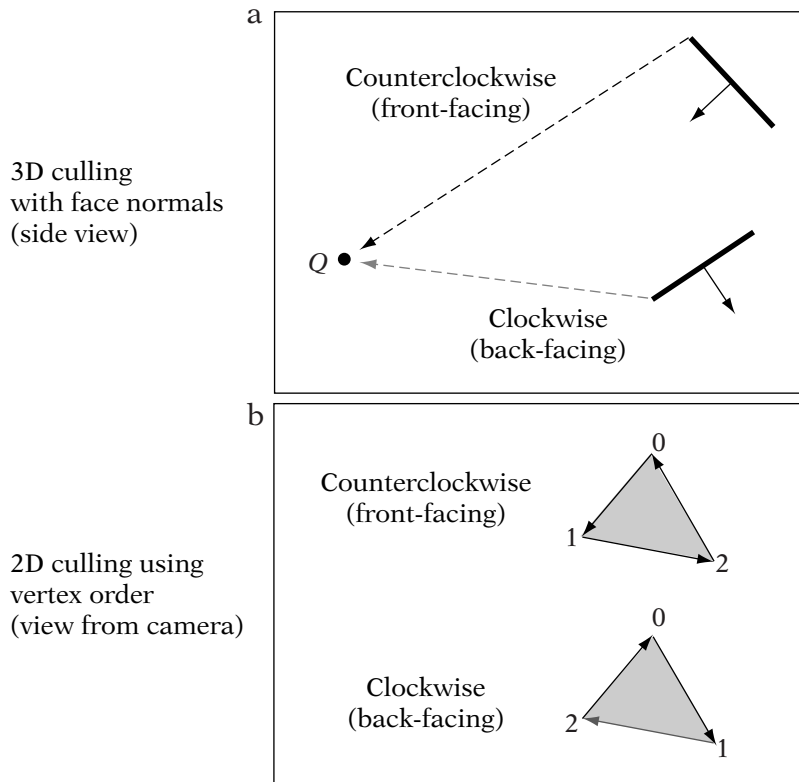 a
Counterclockwise
(front-facing)
3D culling
with face normals
(side view)
Q
Clockwise
(back-facing)
b
0
Counterclockwise
(front-facing)
1
2
2D culling using
vertex order
(view from camera)
0
Clockwise
(back-facing)
2
1